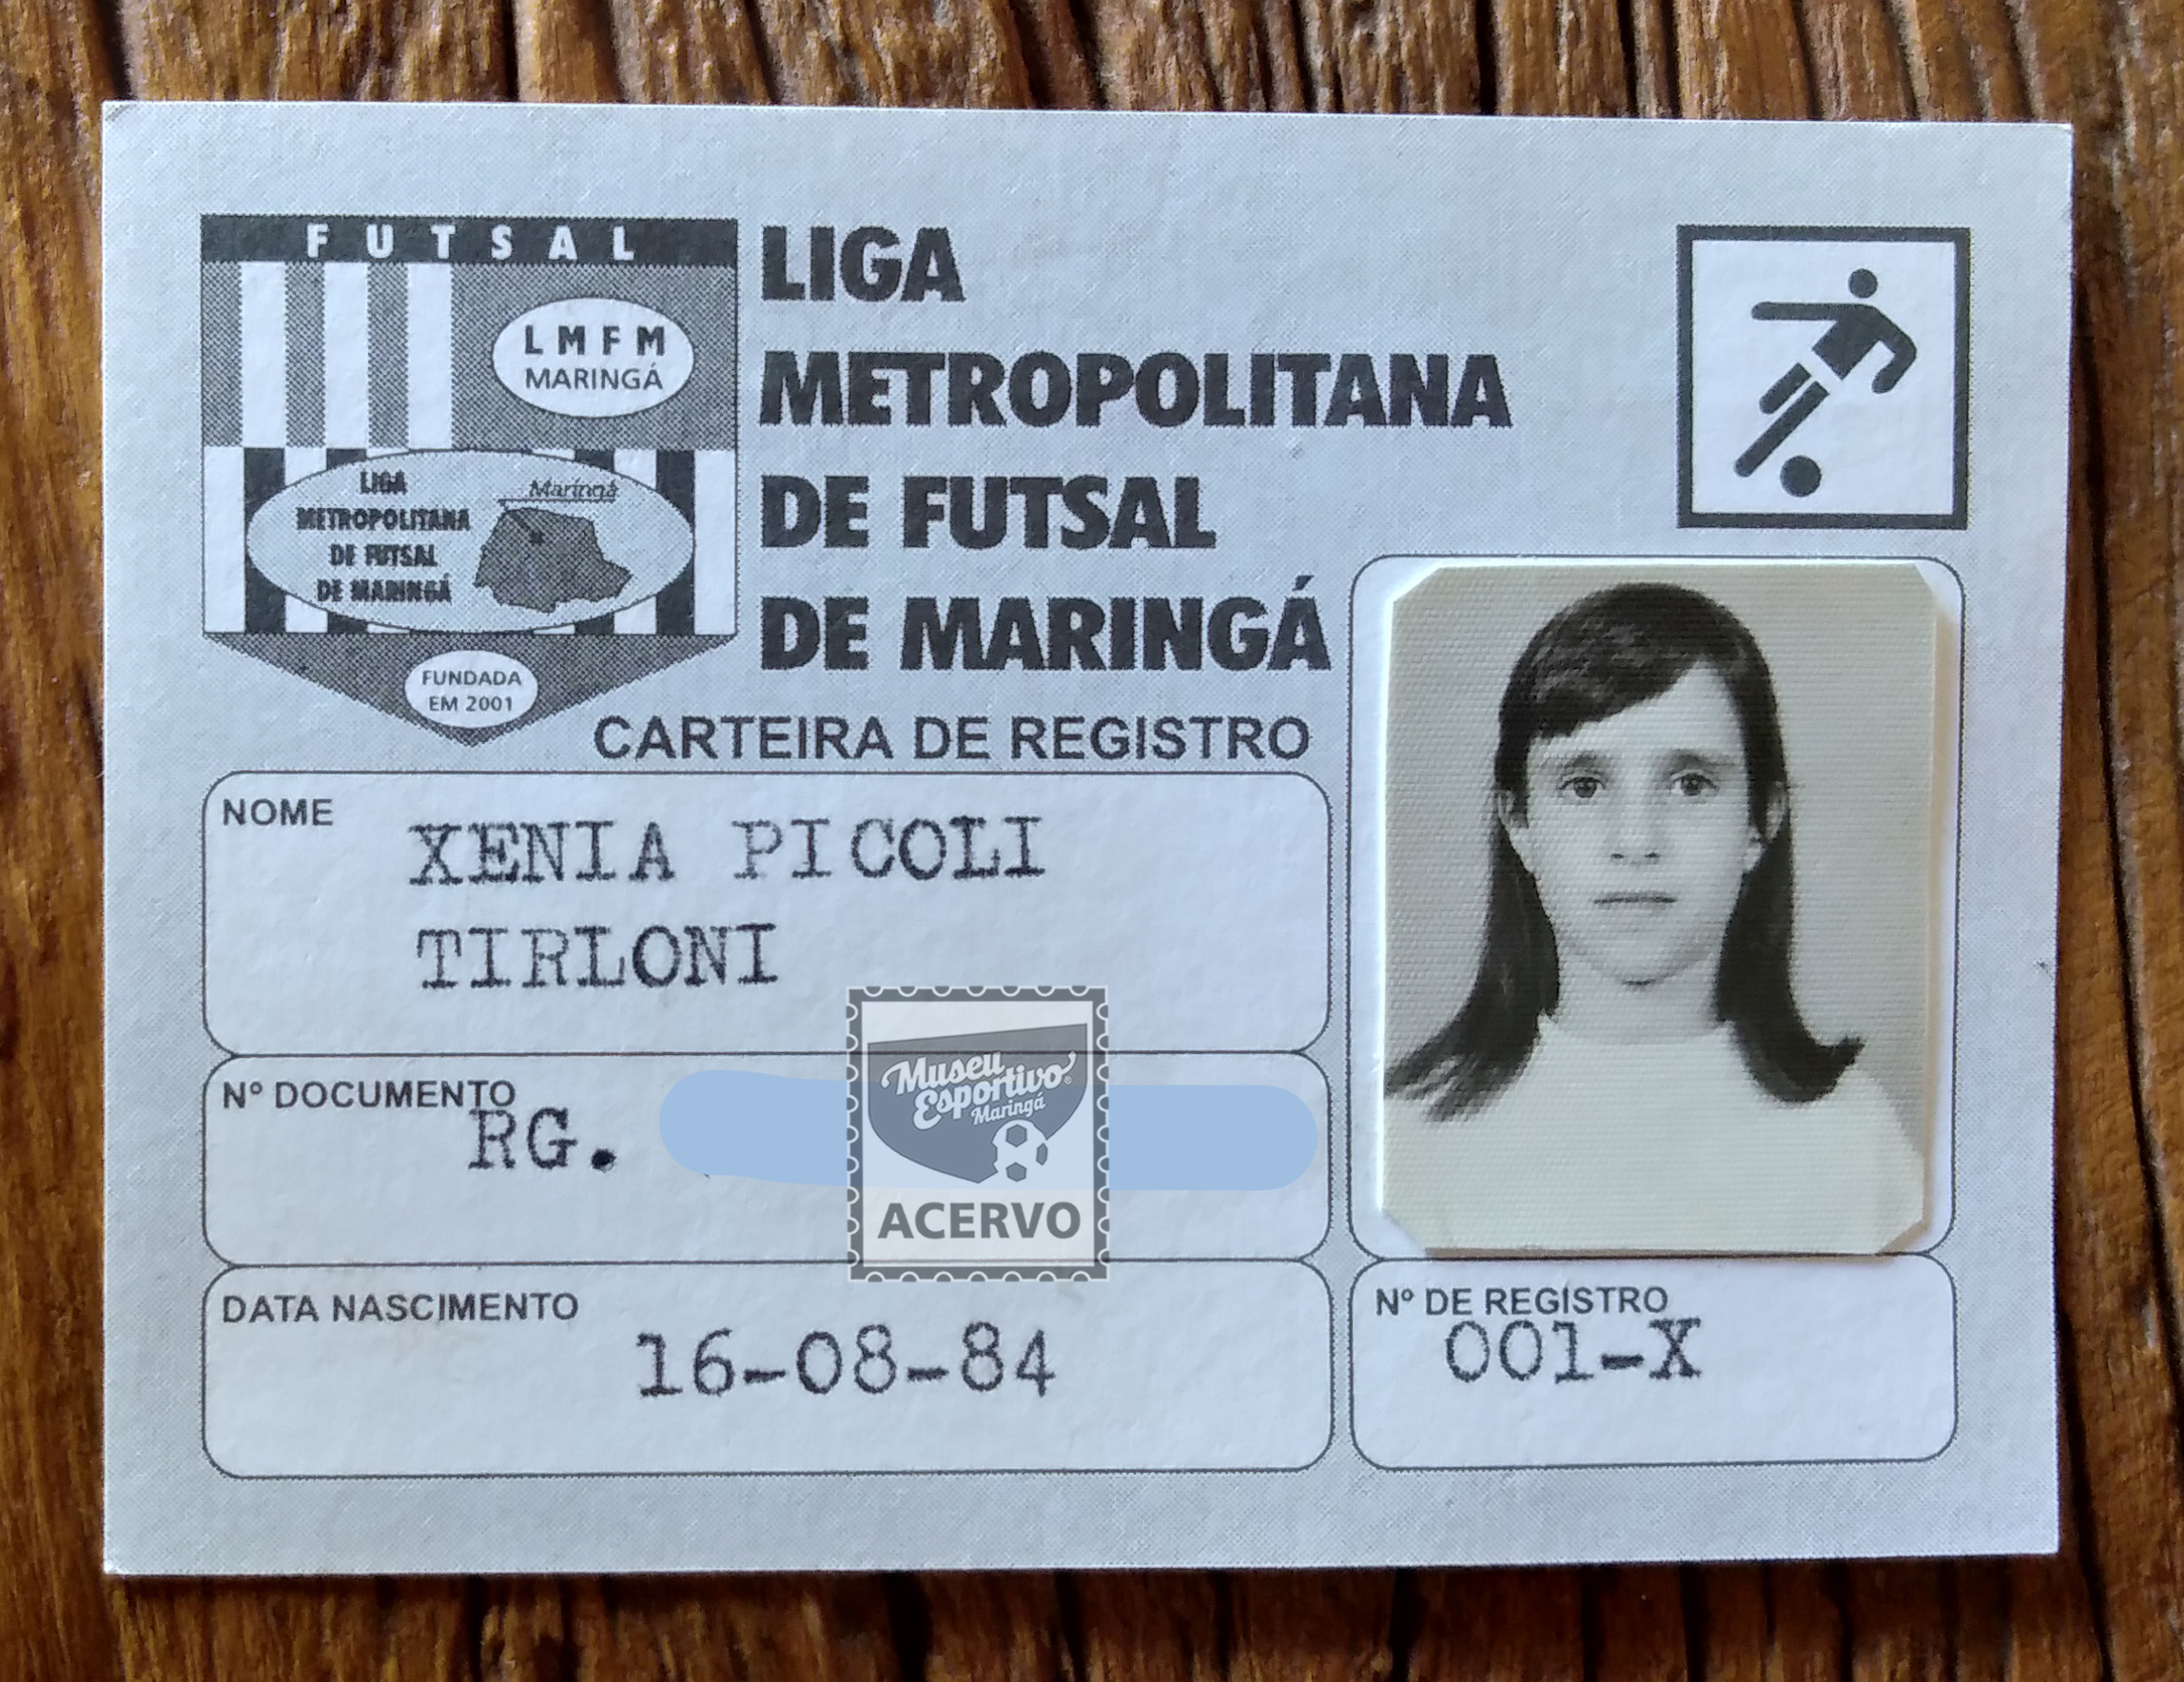 FUTSAL
LMFM
MARINGÁ
LIGA
METROPOLITANA
DE FUTSAL
DE MARINGÁ
Maringá
FUNDADA
EM 2001
LIGA
METROPOLITANA
DE FUTSAL
DE MARINGÁ
CARTEIRA DE REGISTRO
NOME
XENIA PICOLI
TIRLONI
Nº DOCUMENTO
RG.
Museu
Esportivo
Maringá
ACERVO
DATA NASCIMENTO
16-08-84
Nº DE REGISTRO
001-X